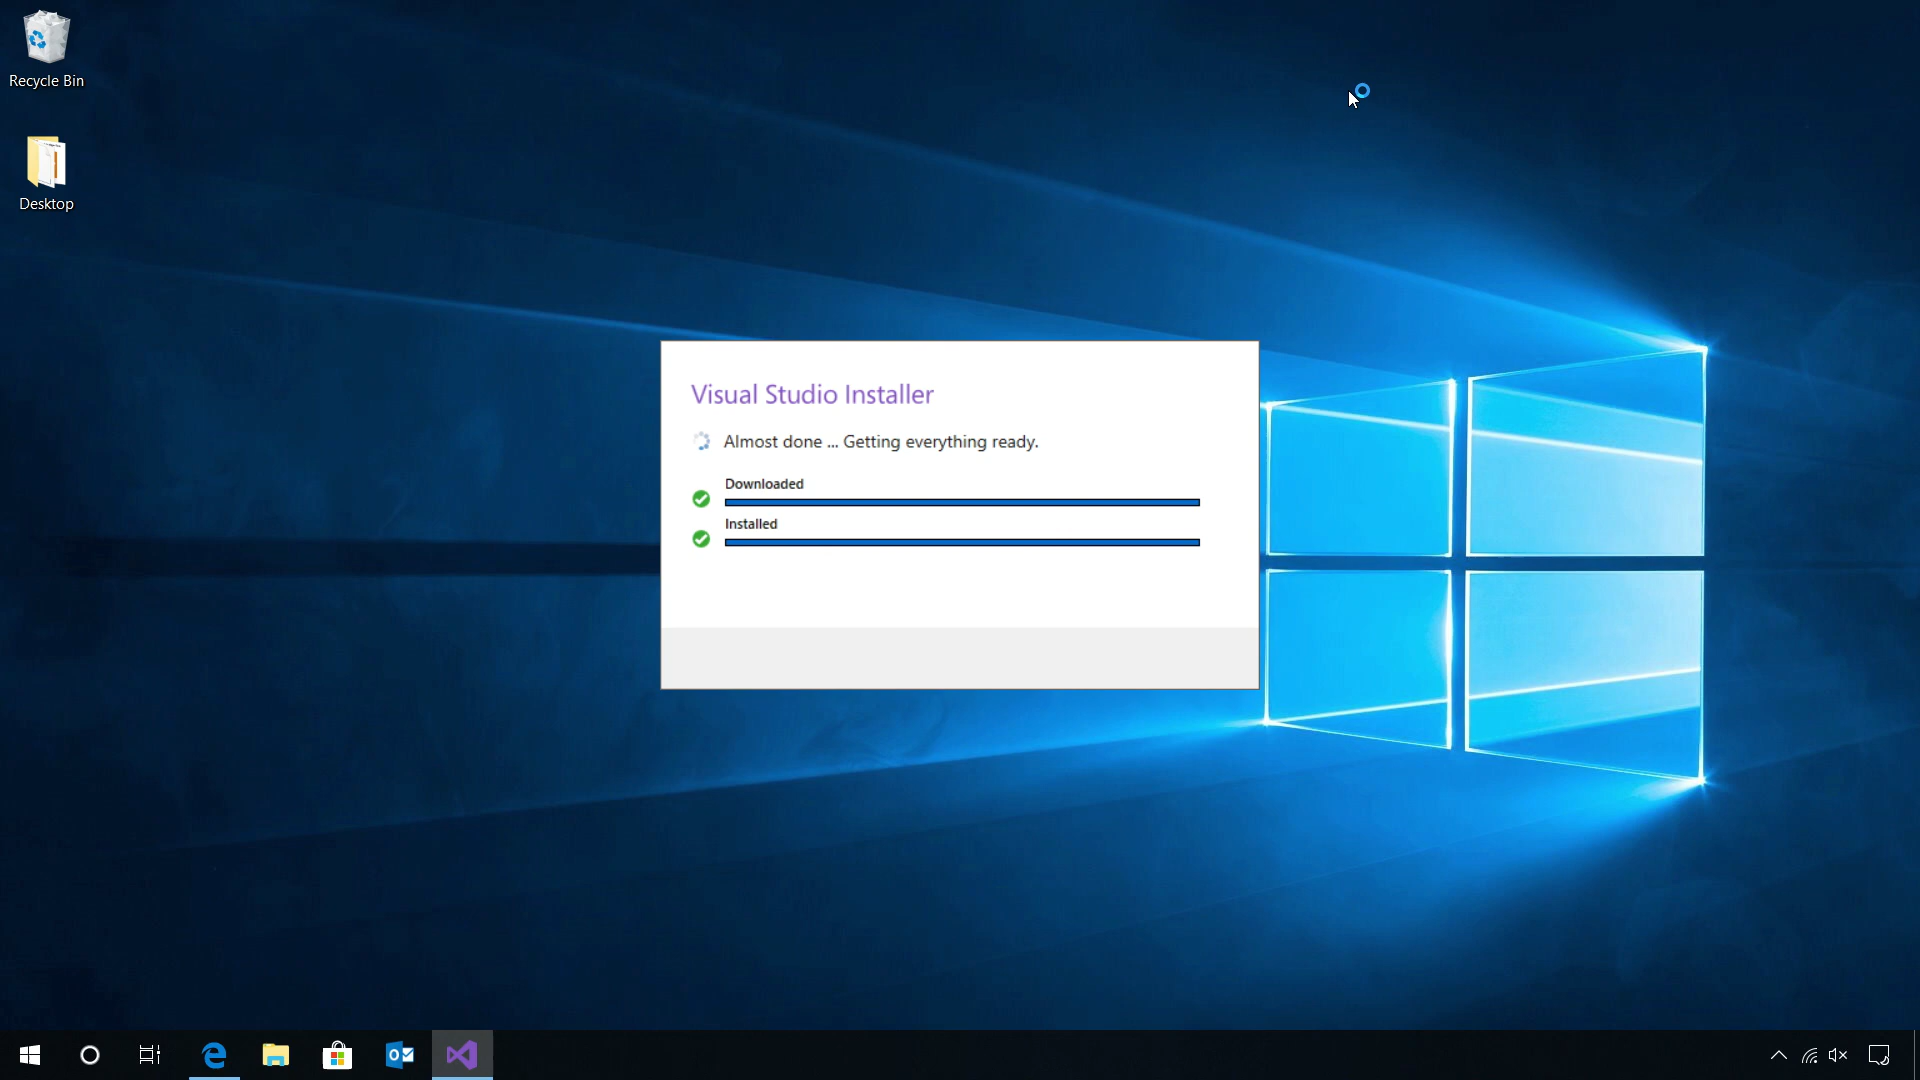 Recycle Bin
Desktop
Visual Studio Installer
Almost done ... Getting everything ready.
Downloaded
Installed